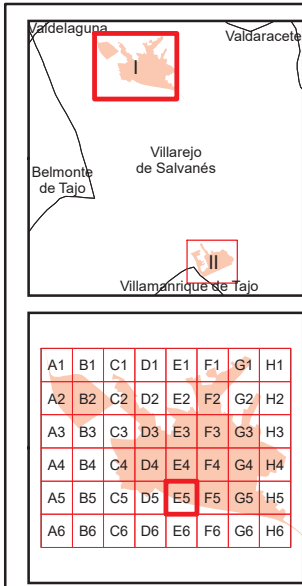 Valdelaguna
Valdaracete
I
Villarejo
de Salvanés
Belmonte
de Tajo
II
Villamanrique de Tajo
A1 B1 C1 D1 E1 F1 G1 H1
A2 B2 C2 D2 E2 F2 G2 H2
A3 B3 C3 D3 E3 F3 G3 H3
A4 B4 C4 D4 E4 F4 G4 H4
A5 B5 C5 D5 E5 F5 G5 H5
A6 B6 C6 D6 E6 F6 G6 H6